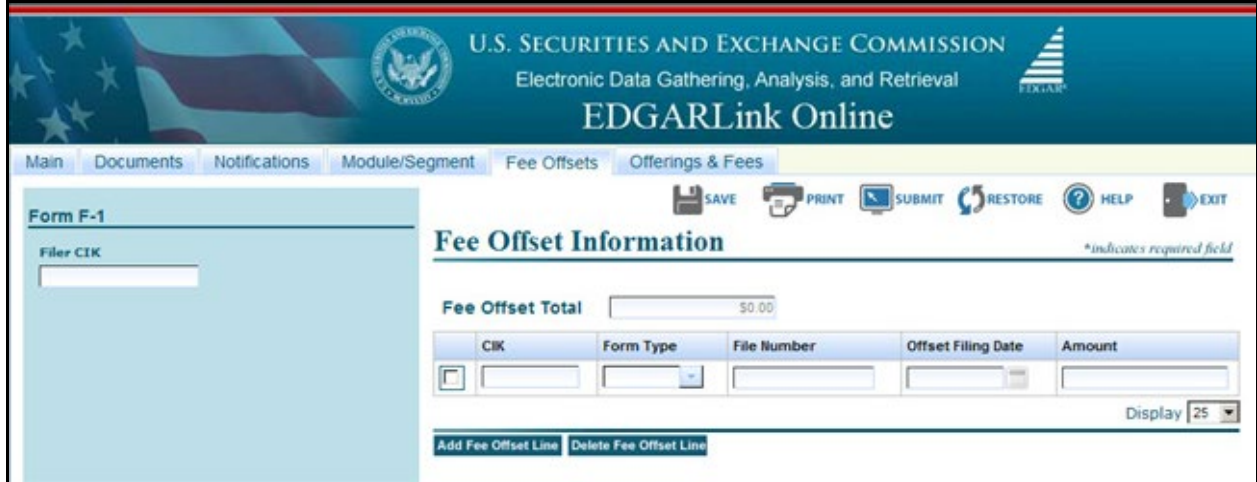 U.S. SECURITIES AND EXCHANGE COMMISSION
Electronic Data Gathering, Analysis, and Retrieval
EDGAR®
EDGARLink Online
Main Documents Notifications Module/Segment Fee Offsets Offerings & Fees
SAVE PRINT SUBMIT RESTORE ? HELP EXIT
Form F-1
Filer CIK
Fee Offset Information
*indicates required field
Fee Offset Total $0.00
CIK Form Type File Number Offset Filing Date Amount
Display 25
Add Fee Offset Line Delete Fee Offset Line